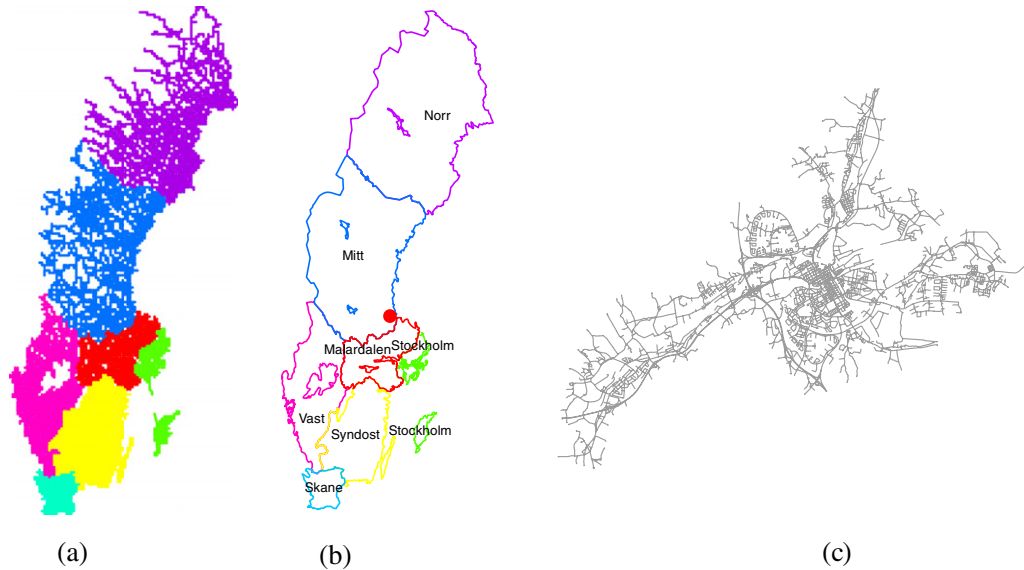 Norr
Mitt
Malardalen
Stockholm
Vast
Syndost
Stockholm
Skane
(a)
(b)
(c)